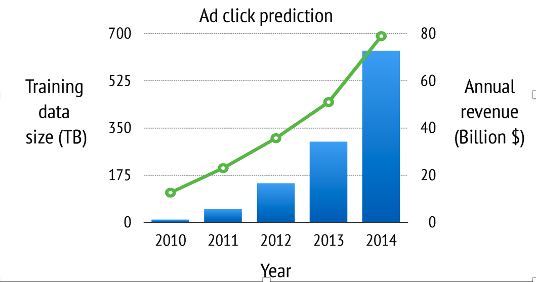 Ad click prediction
700
525
350
175
0
Training
data
size (TB)
80
60
40
20
0
Annual
revenue
(Billion $)
2010 2011 2012 2013 2014
Year